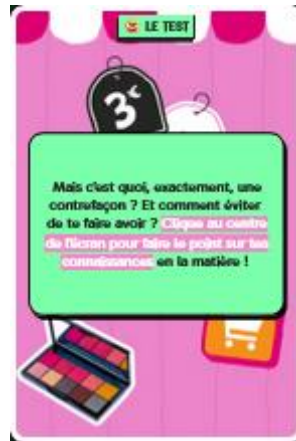 LE TEST
3€
Mais c'est quoi, exactement, une
contrefaçon ? Et comment éviter
de te faire avoir ? Clique au centre
de l'écran pour faire le point sur tes
connaissances en la matière !